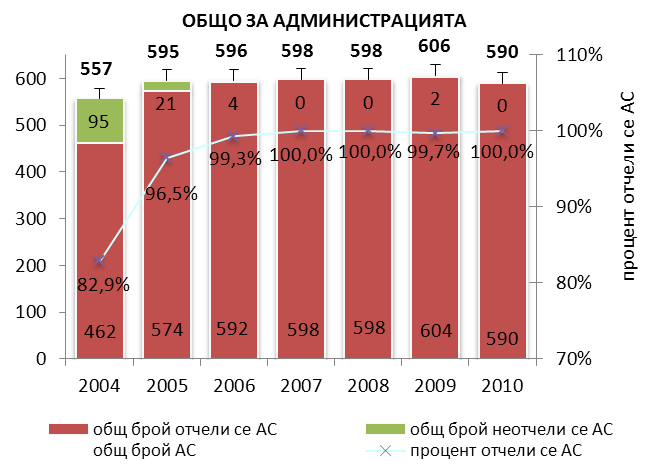 ОБЩО ЗА АДМИНИСТРАЦИЯТА
557 595 596 598 598 606 590
600 500 400 300 200 100 0
110% 100% 90% 80% 70%
95 21 4 0 0 2 0
82,9% 96,5% 99,3% 100,0% 100,0% 99,7% 100,0%
462 574 592 598 598 604 590
процент отчели се АС
2004 2005 2006 2007 2008 2009 2010
общ брой отчели се АС общ брой неотчели се АС
общ брой АС процент отчели се АС